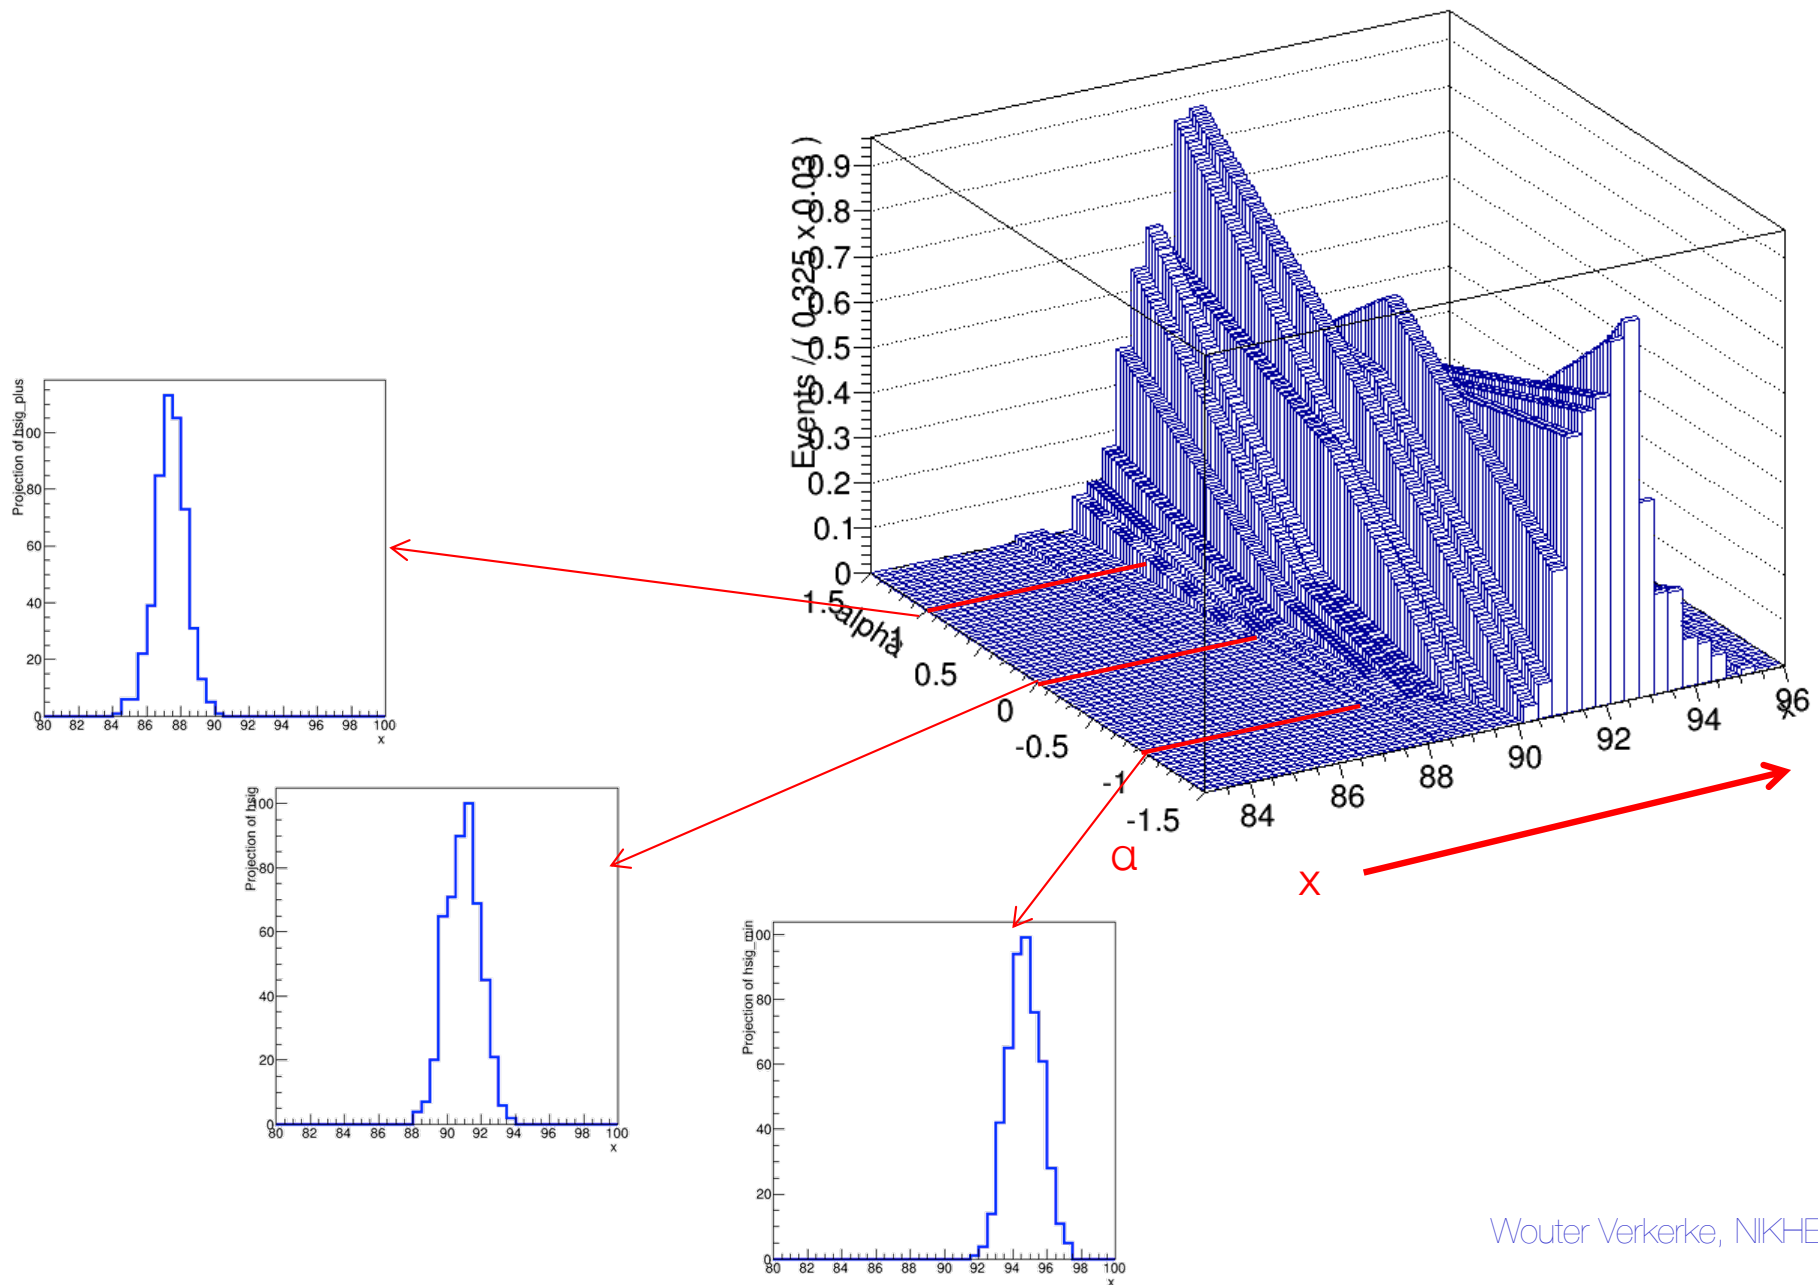 Events / ( 0.325 x 0.03 )
0.9
0.8
0.7
0.6
0.5
0.4
0.3
0.2
0.1
0
1.5
1
0.5
0
-0.5
-1
-1.5
alpha
84
86
88
90
92
94
96
x
α
x
Projection of hsig_plus
100
80
60
40
20
0
80 82 84 86 88 90 92 94 96 98 100
x
Projection of hsig
100
80
60
40
20
0
80 82 84 86 88 90 92 94 96 98 100
x
Projection of hsig_min
100
80
60
40
20
0
80 82 84 86 88 90 92 94 96 98 100
x
Wouter Verkerke, NIKHE